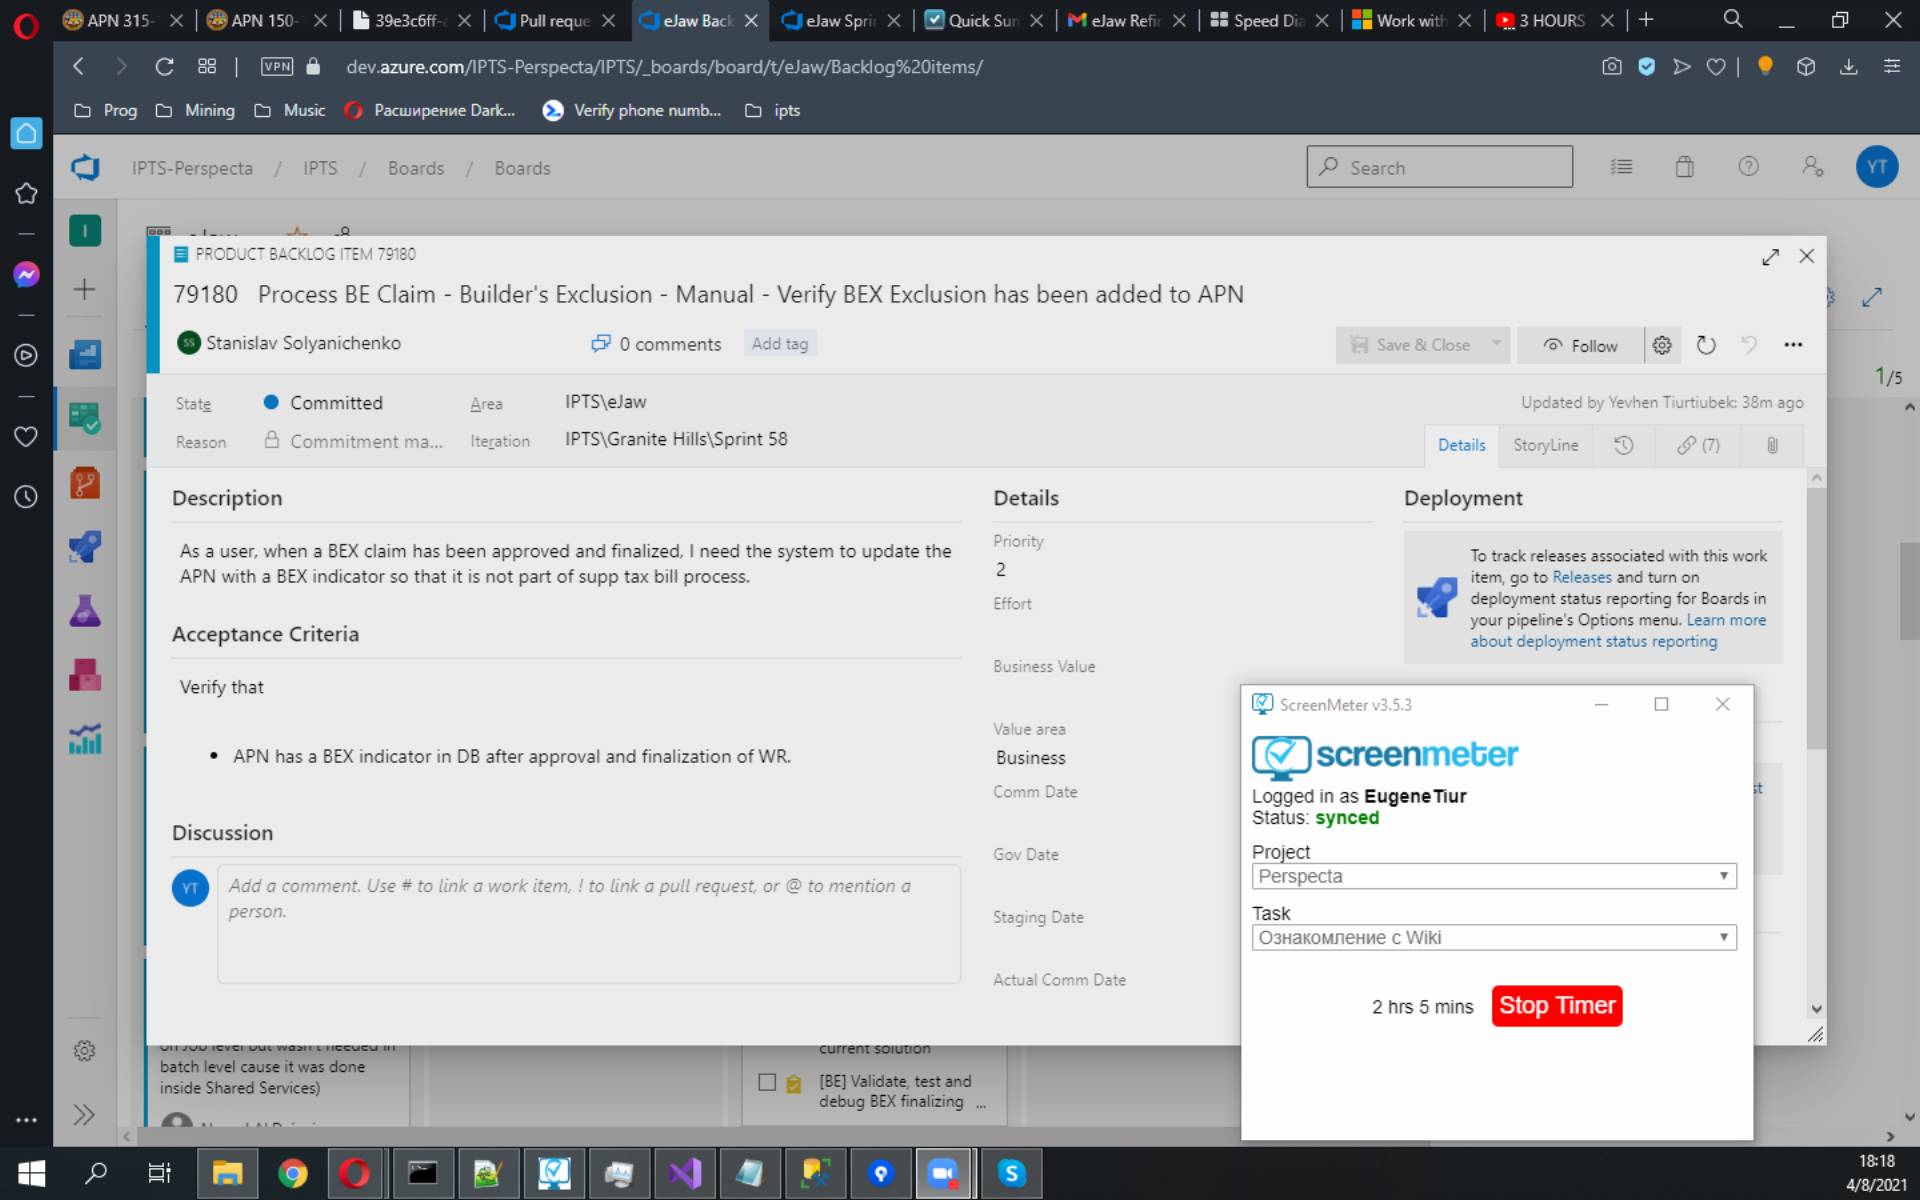 APN 315-
APN 150-
39e3c6ff-a
Pull reque
eJaw Back
eJaw Sprin
Quick Sum
eJaw Refin
Speed Dia
Work with
3 HOURS
VPN
dev.azure.com/IPTS-Perspecta/IPTS/_boards/board/t/eJaw/Backlog%20items/
Prog
Mining
Music
Расширение Dark...
Verify phone numb...
ipts
IPTS-Perspecta / IPTS / Boards / Boards
Search
YT
I
PRODUCT BACKLOG ITEM 79180
79180 Process BE Claim - Builder's Exclusion - Manual - Verify BEX Exclusion has been added to APN
SS Stanislav Solyanichenko
0 comments
Add tag
Save & Close
Follow
1/5
State Committed
Area IPTS\eJaw
Updated by Yevhen Tiurtiubek: 38m ago
Reason Commitment ma...
Iteration IPTS\Granite Hills\Sprint 58
Details
StoryLine
(7)
Description
As a user, when a BEX claim has been approved and finalized, I need the system to update the
APN with a BEX indicator so that it is not part of supp tax bill process.
Acceptance Criteria
Verify that
• APN has a BEX indicator in DB after approval and finalization of WR.
Discussion
YT
Add a comment. Use # to link a work item, ! to link a pull request, or @ to mention a
person.
Details
Priority
2
Effort
Business Value
Value area
Business
Comm Date
Gov Date
Staging Date
Actual Comm Date
Deployment
To track releases associated with this work
item, go to Releases and turn on
deployment status reporting for Boards in
your pipeline's Options menu. Learn more
about deployment status reporting
st
ScreenMeter v3.5.3
screenmeter
Logged in as EugeneTiur
Status: synced
Project
Perspecta
Task
Ознакомление с Wiki
2 hrs 5 mins
Stop Timer
on Job level but wasn't needed in
batch level cause it was done
inside Shared Services)
current solution
[BE] Validate, test and
debug BEX finalizing ...
18:18
4/8/2021